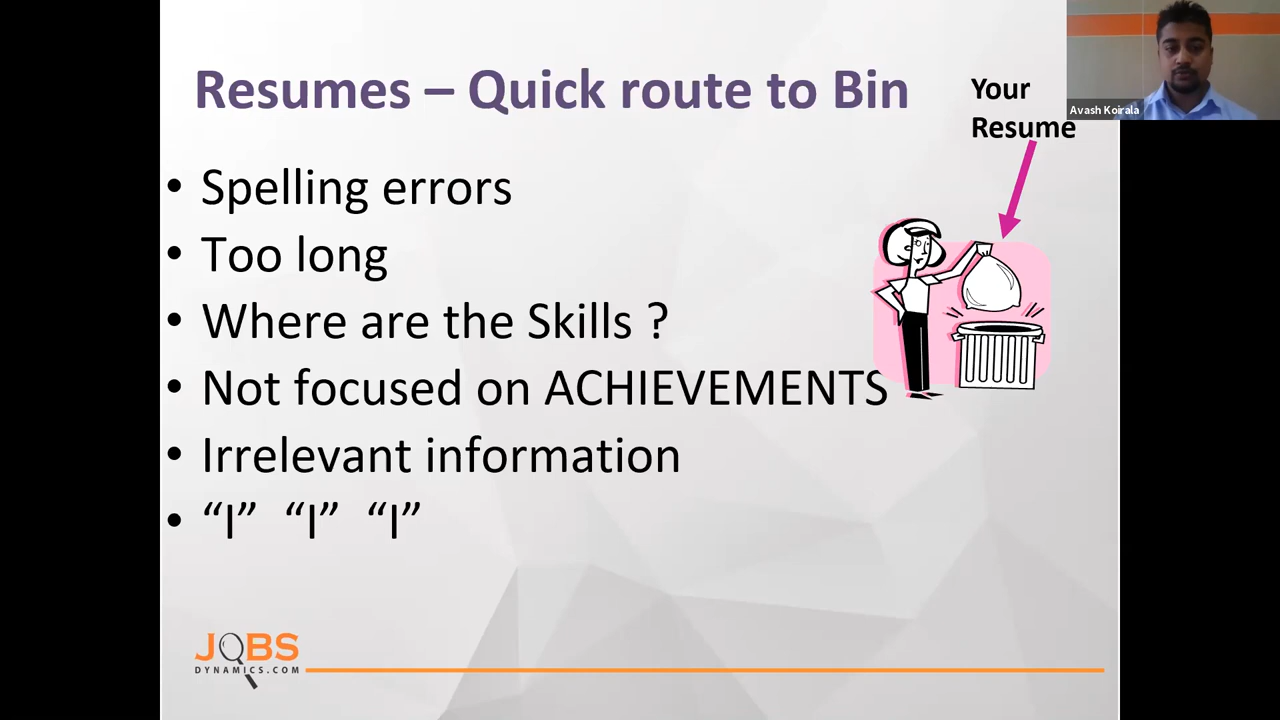 Resumes – Quick route to Bin
Your
Resume
Avash Koirala
• Spelling errors
• Too long
• Where are the Skills ?
• Not focused on ACHIEVEMENTS
• Irrelevant information
• “I” “I” “I”
JOBS
DYNAMICS.COM